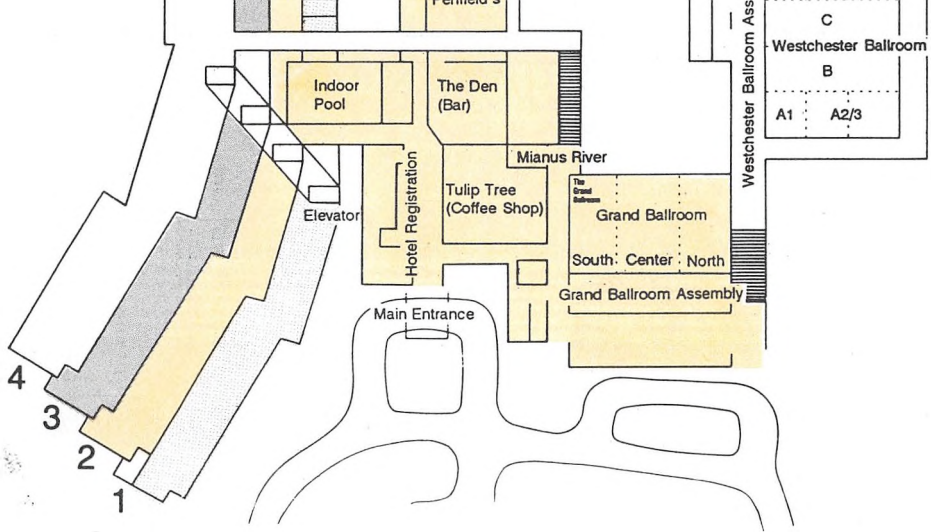 Penfield's
Westchester Ballroom Ass
C
Westchester Ballroom
B
A1
A2/3
Indoor
Pool
The Den
(Bar)
Mianus River
Tulip Tree
(Coffee Shop)
Hotel Registration
Elevator
The
Grand
Ballroom
Grand Ballroom
South
Center
North
Grand Ballroom Assembly
Main Entrance
4
3
2
1